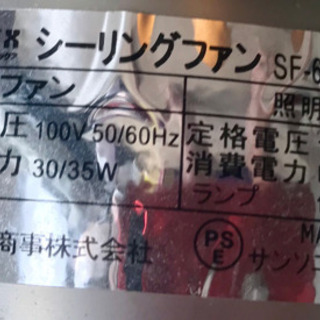 X シーリングファン SF-6
ファン 照明
圧 100V 50/60Hz 定格電圧
力 30/35W 消費電力
ランプ
商事株式会社 PSE MA
サンソニ